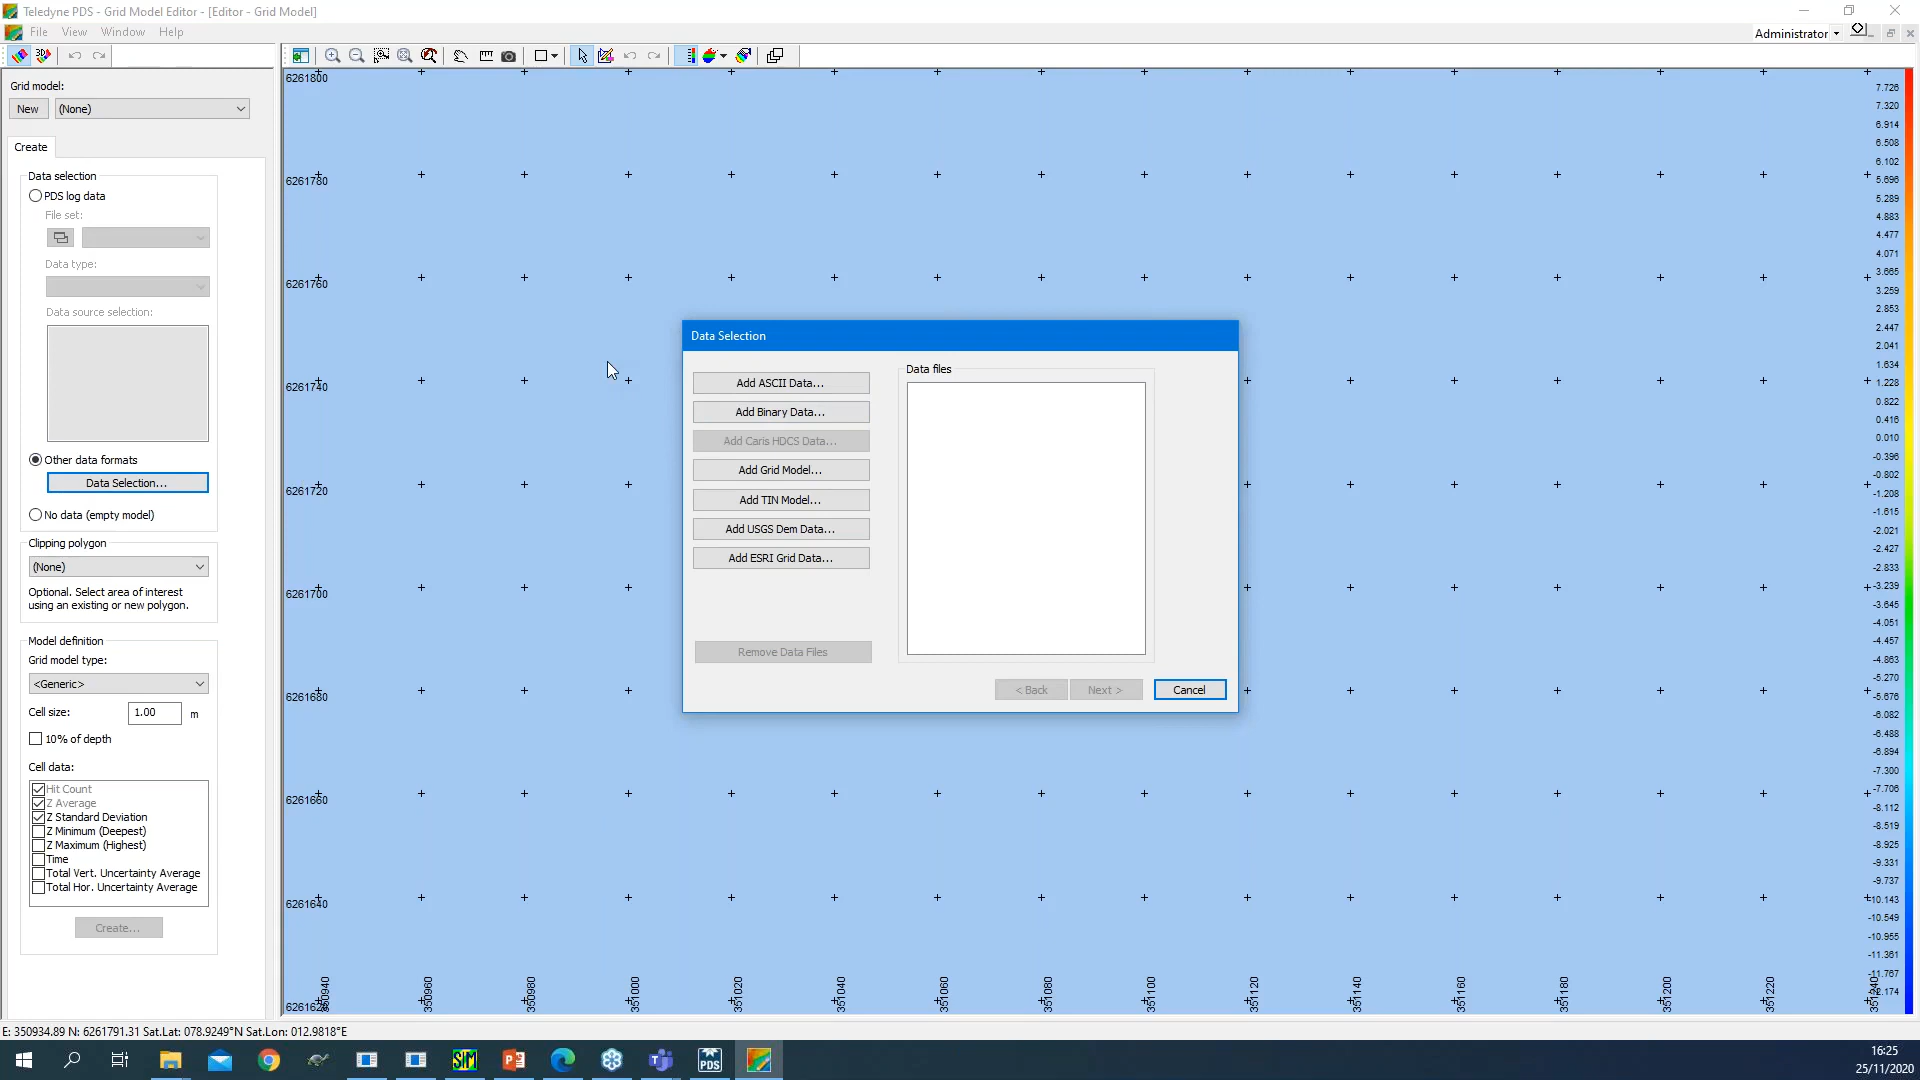 Teledyne PDS - Grid Model Editor - [Editor - Grid Model]
File View Window Help
Administrator
Grid model:
New (None)
Create
Data selection
PDS log data
File set:
Data type:
Data source selection:
Other data formats
Data Selection...
No data (empty model)
Clipping polygon
(None)
Optional. Select area of interest
using an existing or new polygon.
Model definition
Grid model type:
<Generic>
Cell size: 1.00 m
10% of depth
Cell data:
Hit Count
Z Average
Z Standard Deviation
Z Minimum (Deepest)
Z Maximum (Highest)
Time
Total Vert. Uncertainty Average
Total Hor. Uncertainty Average
Create...
6261800
6261780
6261760
6261740
6261720
6261700
6261680
6261660
6261640
350960
350980
351000
351020
351040
351060
351080
351100
351120
351140
351160
351180
351200
351220
Data Selection
Add ASCII Data...
Add Binary Data...
Add Caris HDCS Data...
Add Grid Model...
Add TIN Model...
Add USGS Dem Data...
Add ESRI Grid Data...
Remove Data Files
Data files
< Back Next > Cancel
7.726
7.320
6.914
6.508
6.102
5.696
5.289
4.883
4.477
4.071
3.665
3.259
2.853
2.447
2.041
1.634
1.228
0.822
0.416
0.010
-0.396
-0.802
-1.208
-1.615
-2.021
-2.427
-2.833
-3.239
-3.645
-4.051
-4.457
-4.863
-5.270
-5.676
-6.082
-6.488
-6.894
-7.300
-7.706
-8.112
-8.519
-8.925
-9.331
-9.737
-10.143
-10.549
-10.955
-11.361
-11.767
E: 350934.89 N: 6261791.31 Sat.Lat: 078.9249°N Sat.Lon: 012.9818°E
SIM
PDS
16:25
25/11/2020